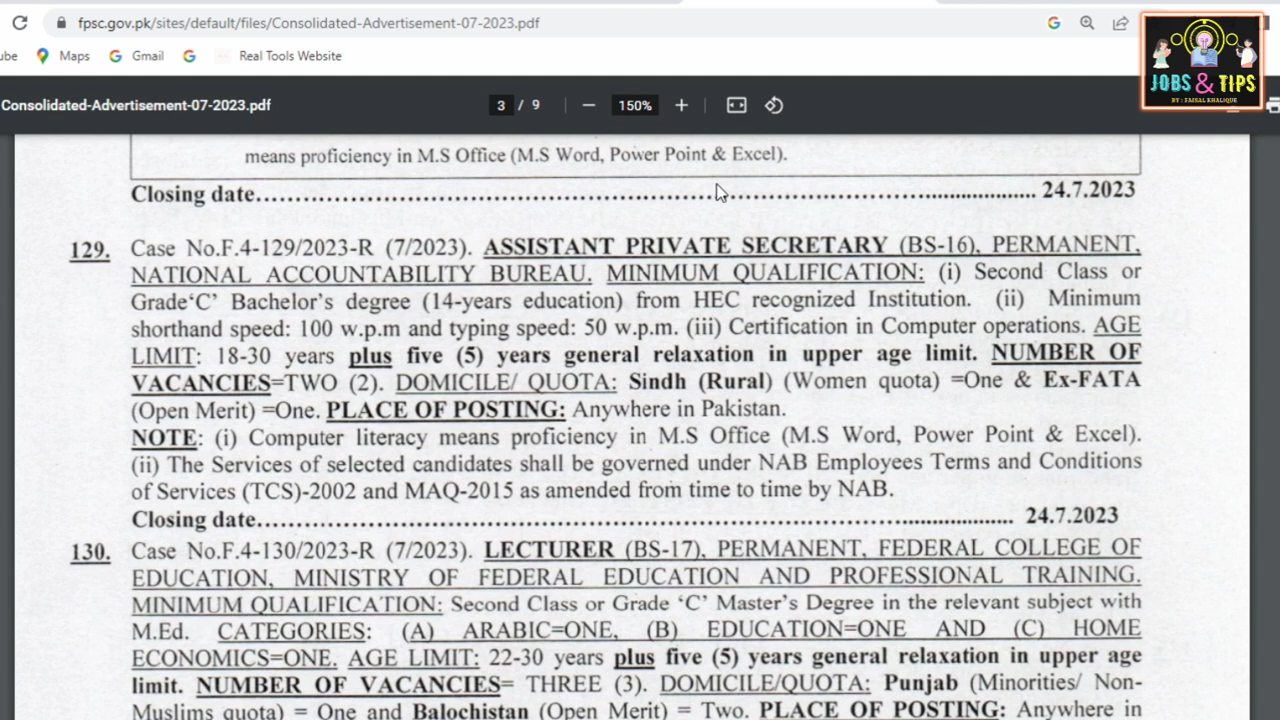 fpsc.gov.pk/sites/default/files/Consolidated-Advertisement-07-2023.pdf
ube Maps Gmail Real Tools Website
JOBS & TIPS
BY : FAISAL KHALIQUE
Consolidated-Advertisement-07-2023.pdf 3 / 9 150%
means proficiency in M.S Office (M.S Word, Power Point & Excel).
Closing date........................................................................................................ 24.7.2023
129. Case No.F.4-129/2023-R (7/2023). ASSISTANT PRIVATE SECRETARY (BS-16), PERMANENT,
NATIONAL ACCOUNTABILITY BUREAU. MINIMUM QUALIFICATION: (i) Second Class or
Grade‘C’ Bachelor’s degree (14-years education) from HEC recognized Institution. (ii) Minimum
shorthand speed: 100 w.p.m and typing speed: 50 w.p.m. (iii) Certification in Computer operations. AGE
LIMIT: 18-30 years plus five (5) years general relaxation in upper age limit. NUMBER OF
VACANCIES=TWO (2). DOMICILE/ QUOTA: Sindh (Rural) (Women quota) =One & Ex-FATA
(Open Merit) =One. PLACE OF POSTING: Anywhere in Pakistan.
NOTE: (i) Computer literacy means proficiency in M.S Office (M.S Word, Power Point & Excel).
(ii) The Services of selected candidates shall be governed under NAB Employees Terms and Conditions
of Services (TCS)-2002 and MAQ-2015 as amended from time to time by NAB.
Closing date........................................................................................................ 24.7.2023
130. Case No.F.4-130/2023-R (7/2023). LECTURER (BS-17), PERMANENT, FEDERAL COLLEGE OF
EDUCATION, MINISTRY OF FEDERAL EDUCATION AND PROFESSIONAL TRAINING.
MINIMUM QUALIFICATION: Second Class or Grade ‘C’ Master’s Degree in the relevant subject with
M.Ed. CATEGORIES: (A) ARABIC=ONE, (B) EDUCATION=ONE AND (C) HOME
ECONOMICS=ONE. AGE LIMIT: 22-30 years plus five (5) years general relaxation in upper age
limit. NUMBER OF VACANCIES= THREE (3). DOMICILE/QUOTA: Punjab (Minorities/ Non-
Muslims quota) = One and Balochistan (Open Merit) = Two. PLACE OF POSTING: Anywhere in